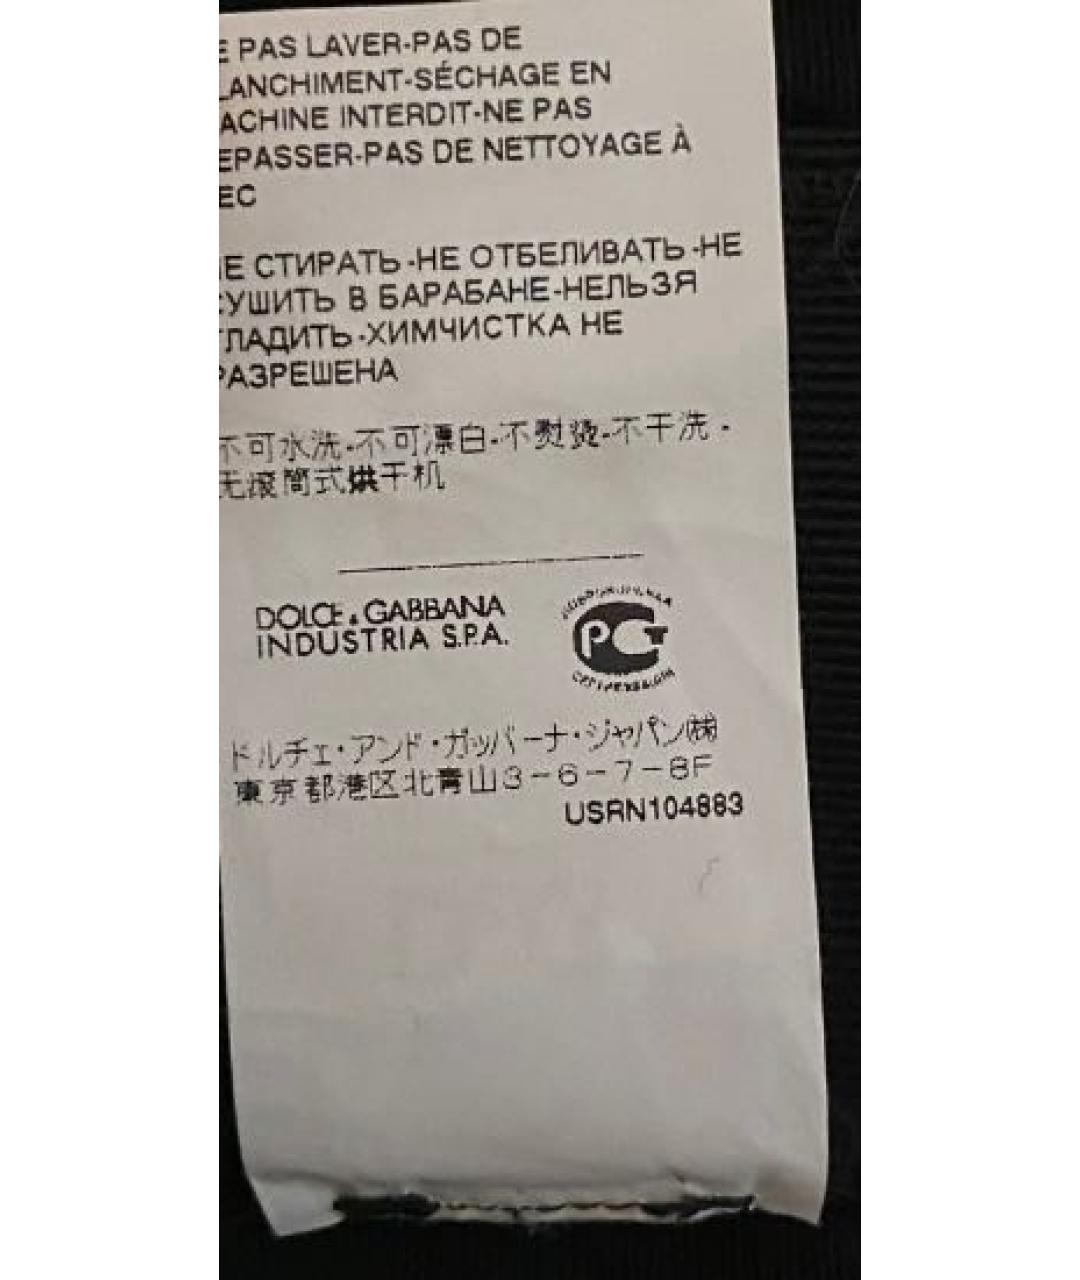 E PAS LAVER-PAS DE
LANCHIMENT-SÉCHAGE EN
ACHINE INTERDIT-NE PAS
EPASSER-PAS DE NETTOYAGE À
EC
Е СТИРАТЬ-НЕ ОТБЕЛИВАТЬ-НЕ
СУШИТЬ В БАРАБАНЕ-НЕЛЬЗЯ
ГЛАДИТЬ-ХИМЧИСТКА НЕ
РАЗРЕШЕНА
不可水洗-不可漂白-不熨烫-不干洗-
无滚筒式烘干机
DOLCE & GABBANA
INDUSTRIA S.P.A.
РСТ
ドルチェ・アンド・ガッバーナ・ジャパン㈱
東京都港区北青山3-6-7-8F
USRN104883